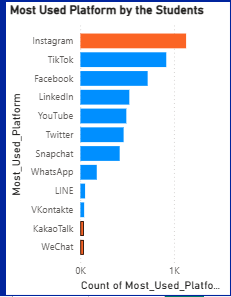 Most Used Platform by the Students
Most_Used_Platform
Instagram
TikTok
Facebook
LinkedIn
YouTube
Twitter
Snapchat
WhatsApp
LINE
VKontakte
KakaoTalk
WeChat
0K 1K
Count of Most_Used_Platfo...